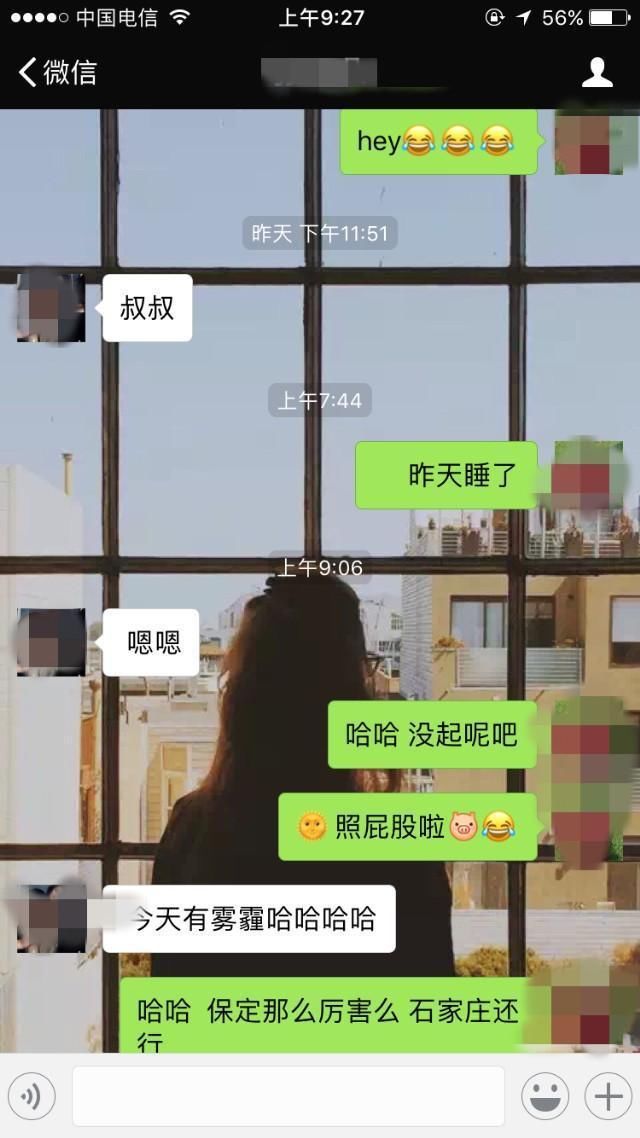 中国电信 上午9:27 56%
微信
hey😂😂😂
昨天 下午11:51
叔叔
上午7:44
昨天睡了
上午9:06
嗯嗯
哈哈 没起呢吧
🌞照屁股啦🐷😂
今天有雾霾哈哈哈哈
哈哈 保定那么厉害么 石家庄还
行